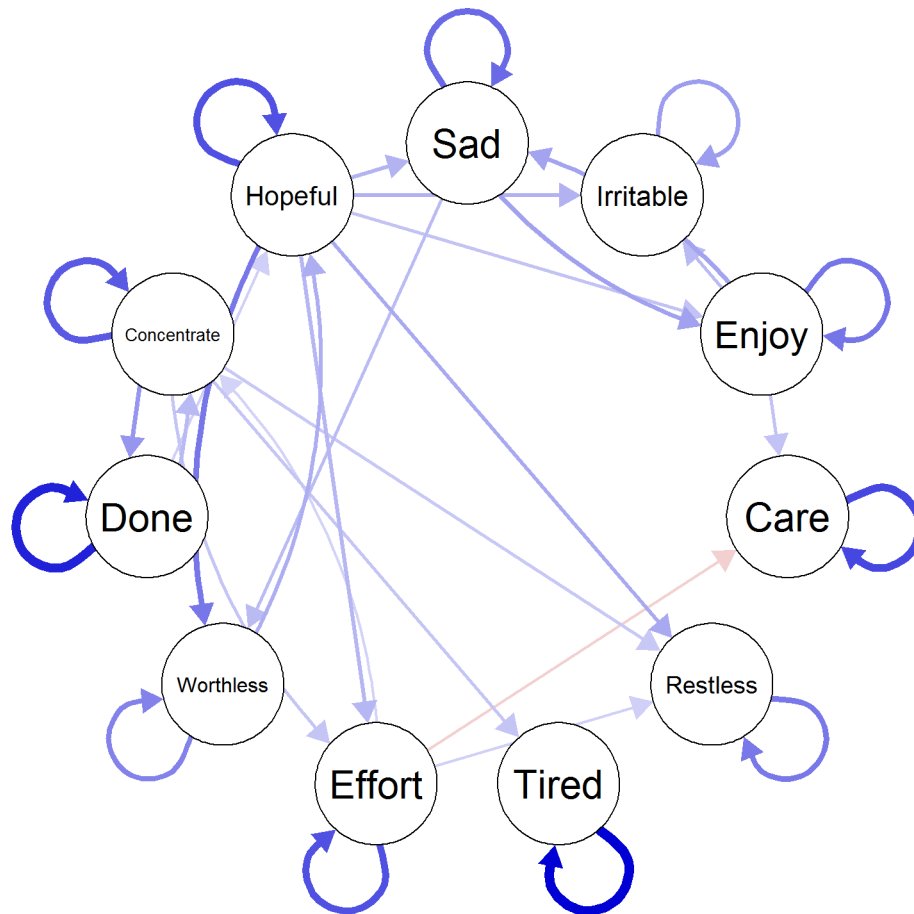 Sad
Hopeful
Irritable
Concentrate
Enjoy
Done
Care
Worthless
Restless
Effort
Tired